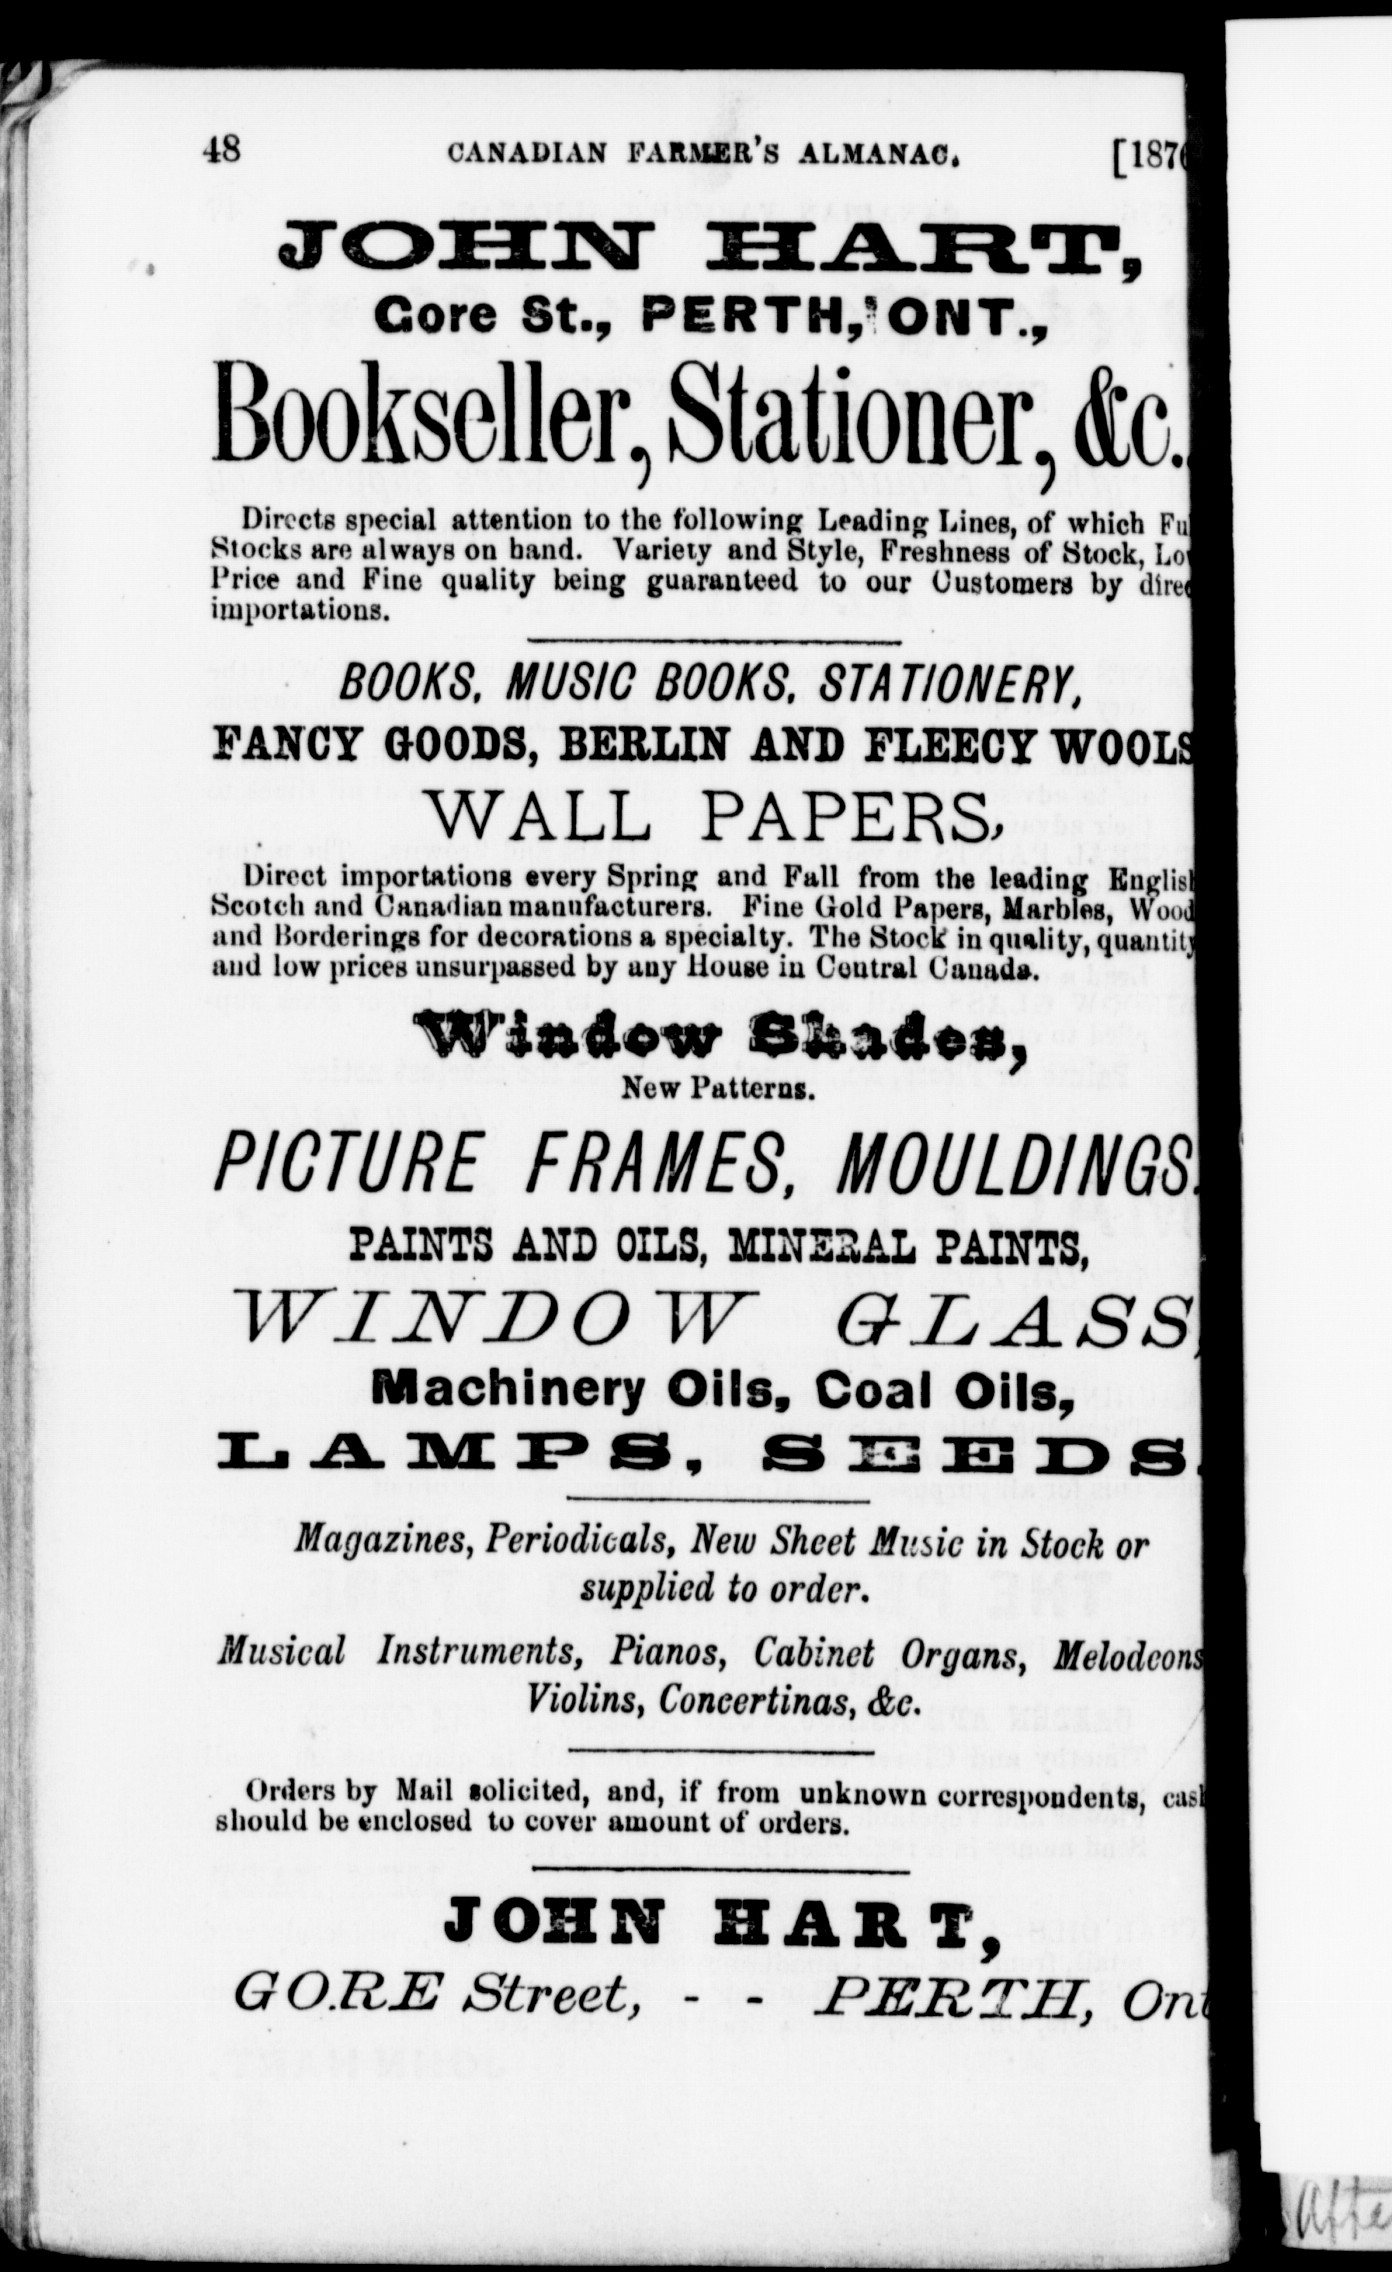 48 CANADIAN FARMER'S ALMANAC. [187
JOHN HART,
Gore St., PERTH, ONT.,
Bookseller, Stationer, &c.
Directs special attention to the following Leading Lines, of which Fu
Stocks are always on hand. Variety and Style, Freshness of Stock, Lo
Price and Fine quality being guaranteed to our Customers by dire
importations.
BOOKS, MUSIC BOOKS, STATIONERY,
FANCY GOODS, BERLIN AND FLEECY WOOLS
WALL PAPERS,
Direct importations every Spring and Fall from the leading Englis
Scotch and Canadian manufacturers. Fine Gold Papers, Marbles, Wood
and Borderings for decorations a specialty. The Stock in quality, quantit
and low prices unsurpassed by any House in Central Canada.
Window Shades,
New Patterns.
PICTURE FRAMES, MOULDINGS
PAINTS AND OILS, MINERAL PAINTS,
WINDOW GLASS
Machinery Oils, Coal Oils,
LAMPS, SEEDS
Magazines, Periodicals, New Sheet Music in Stock or
supplied to order.
Musical Instruments, Pianos, Cabinet Organs, Melodeons
Violins, Concertinas, &c.
Orders by Mail solicited, and, if from unknown correspondents, cas
should be enclosed to cover amount of orders.
JOHN HART,
GORE Street, - - PERTH, Ont